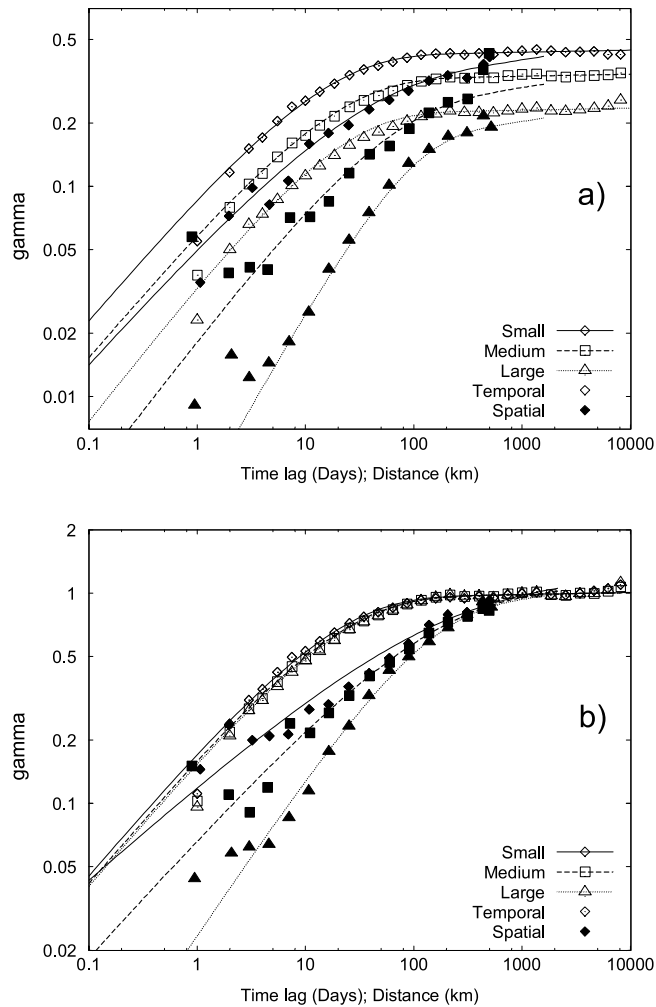 0.5
0.2
0.1
0.05
0.02
0.01
gamma
a)
Small
Medium
Large
Temporal
Spatial
0.1 1 10 100 1000 10000
Time lag (Days); Distance (km)
2
1
0.5
0.2
0.1
0.05
0.02
gamma
b)
Small
Medium
Large
Temporal
Spatial
0.1 1 10 100 1000 10000
Time lag (Days); Distance (km)